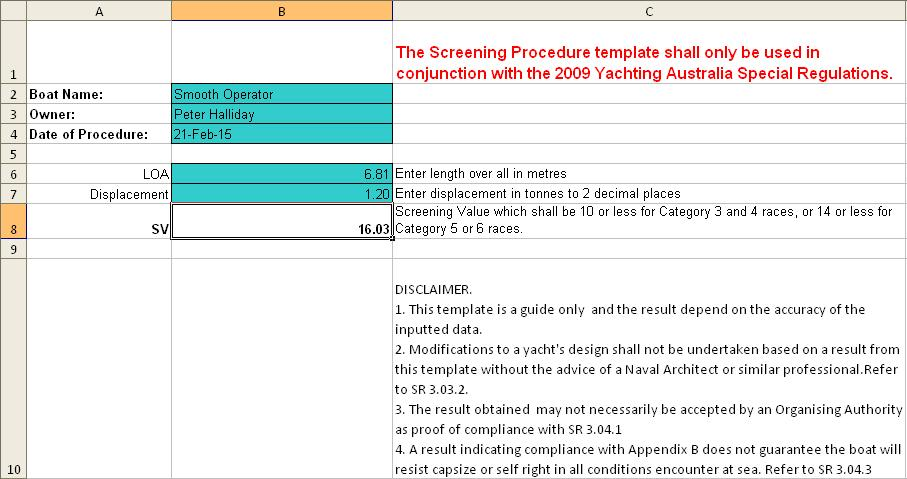 A B C
1 The Screening Procedure template shall only be used in
conjunction with the 2009 Yachting Australia Special Regulations.
2 Boat Name: Smooth Operator
3 Owner: Peter Halliday
4 Date of Procedure: 21-Feb-15
5
6 LOA 6.81 Enter length over all in metres
7 Displacement 1.20 Enter displacement in tonnes to 2 decimal places
8 SV 16.03 Screening Value which shall be 10 or less for Category 3 and 4 races, or 14 or less for
Category 5 or 6 races.
9
10 DISCLAIMER.
1. This template is a guide only  and the result depend on the accuracy of the
inputted data.
2. Modifications to a yacht's design shall not be undertaken based on a result from
this template without the advice of a Naval Architect or similar professional.Refer
to SR 3.03.2.
3. The result obtained  may not necessarily be accepted by an Organising Authority
as proof of compliance with SR 3.04.1
4. A result indicating compliance with Appendix B does not guarantee the boat will
resist capsize or self right in all conditions encounter at sea. Refer to SR 3.04.3